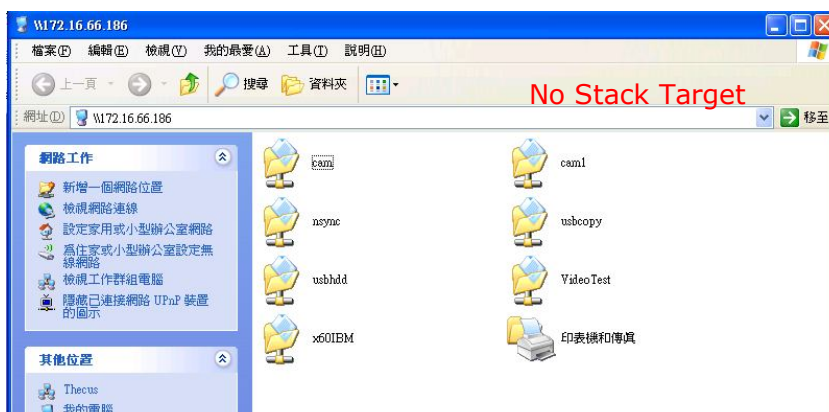 \\172.16.66.186
檔案(F) 編輯(E) 檢視(V) 我的最愛(A) 工具(T) 說明(H)
上一頁 搜尋 資料夾
No Stack Target
網址(D) \\172.16.66.186 移至
網路工作
新增一個網路位置
檢視網路連線
設定家用或小型辦公室網路
為住家或小型辦公室設定無
線網路
檢視工作群組電腦
隱藏已連接網路 UPnP 裝置
的圖示
其他位置
Thecus
我的電腦
cam
cam1
nsync
usbcopy
usbhdd
VideoTest
x60IBM
印表機和傳真